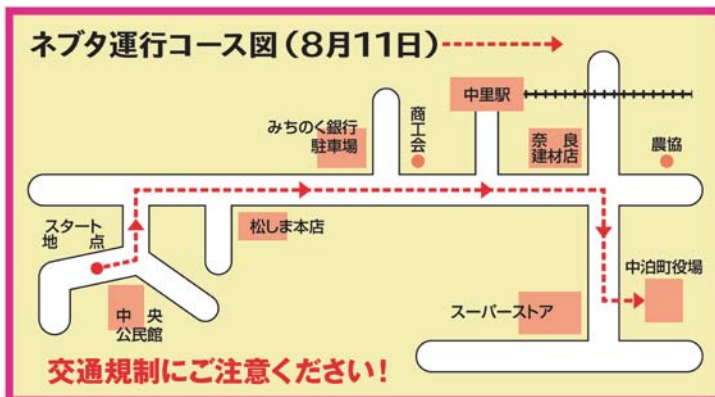 ネブタ運行コース図(8月11日)
中里駅
みちのく銀行
駐車場
商工会
奈良
建材店
農協
スタート
地点
松しま本店
中央
公民館
スーパーストア
中泊町役場
交通規制にご注意ください!